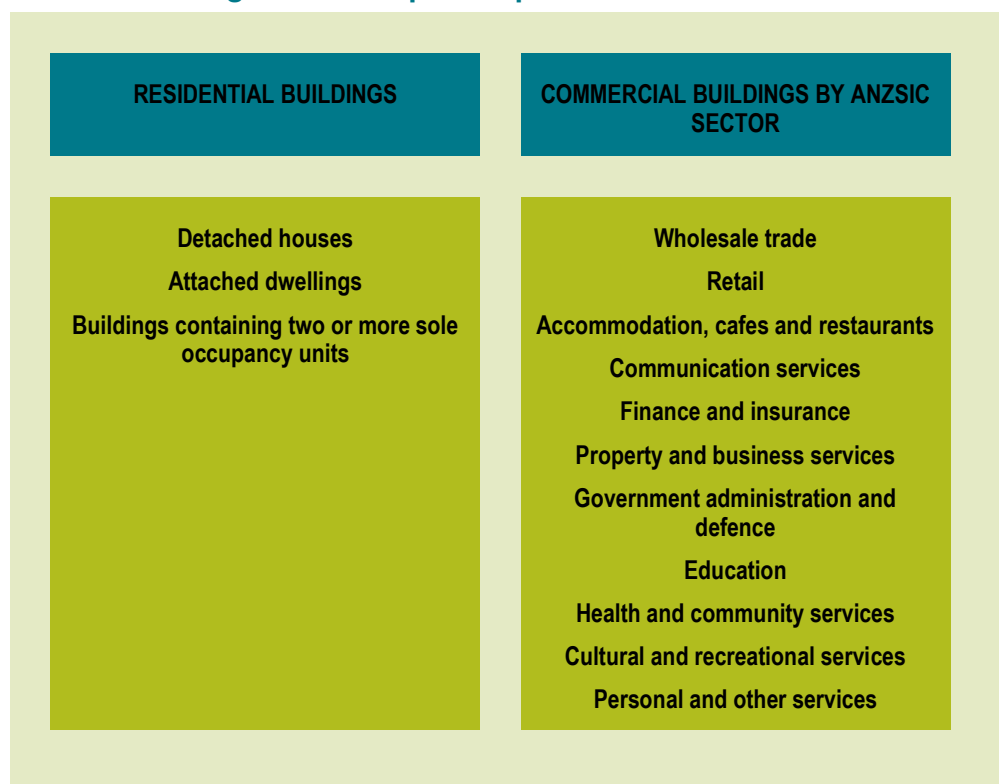 RESIDENTIAL BUILDINGS
COMMERCIAL BUILDINGS BY ANZSIC
SECTOR
Detached houses
Attached dwellings
Buildings containing two or more sole
occupancy units
Wholesale trade
Retail
Accommodation, cafes and restaurants
Communication services
Finance and insurance
Property and business services
Government administration and
defence
Education
Health and community services
Cultural and recreational services
Personal and other services